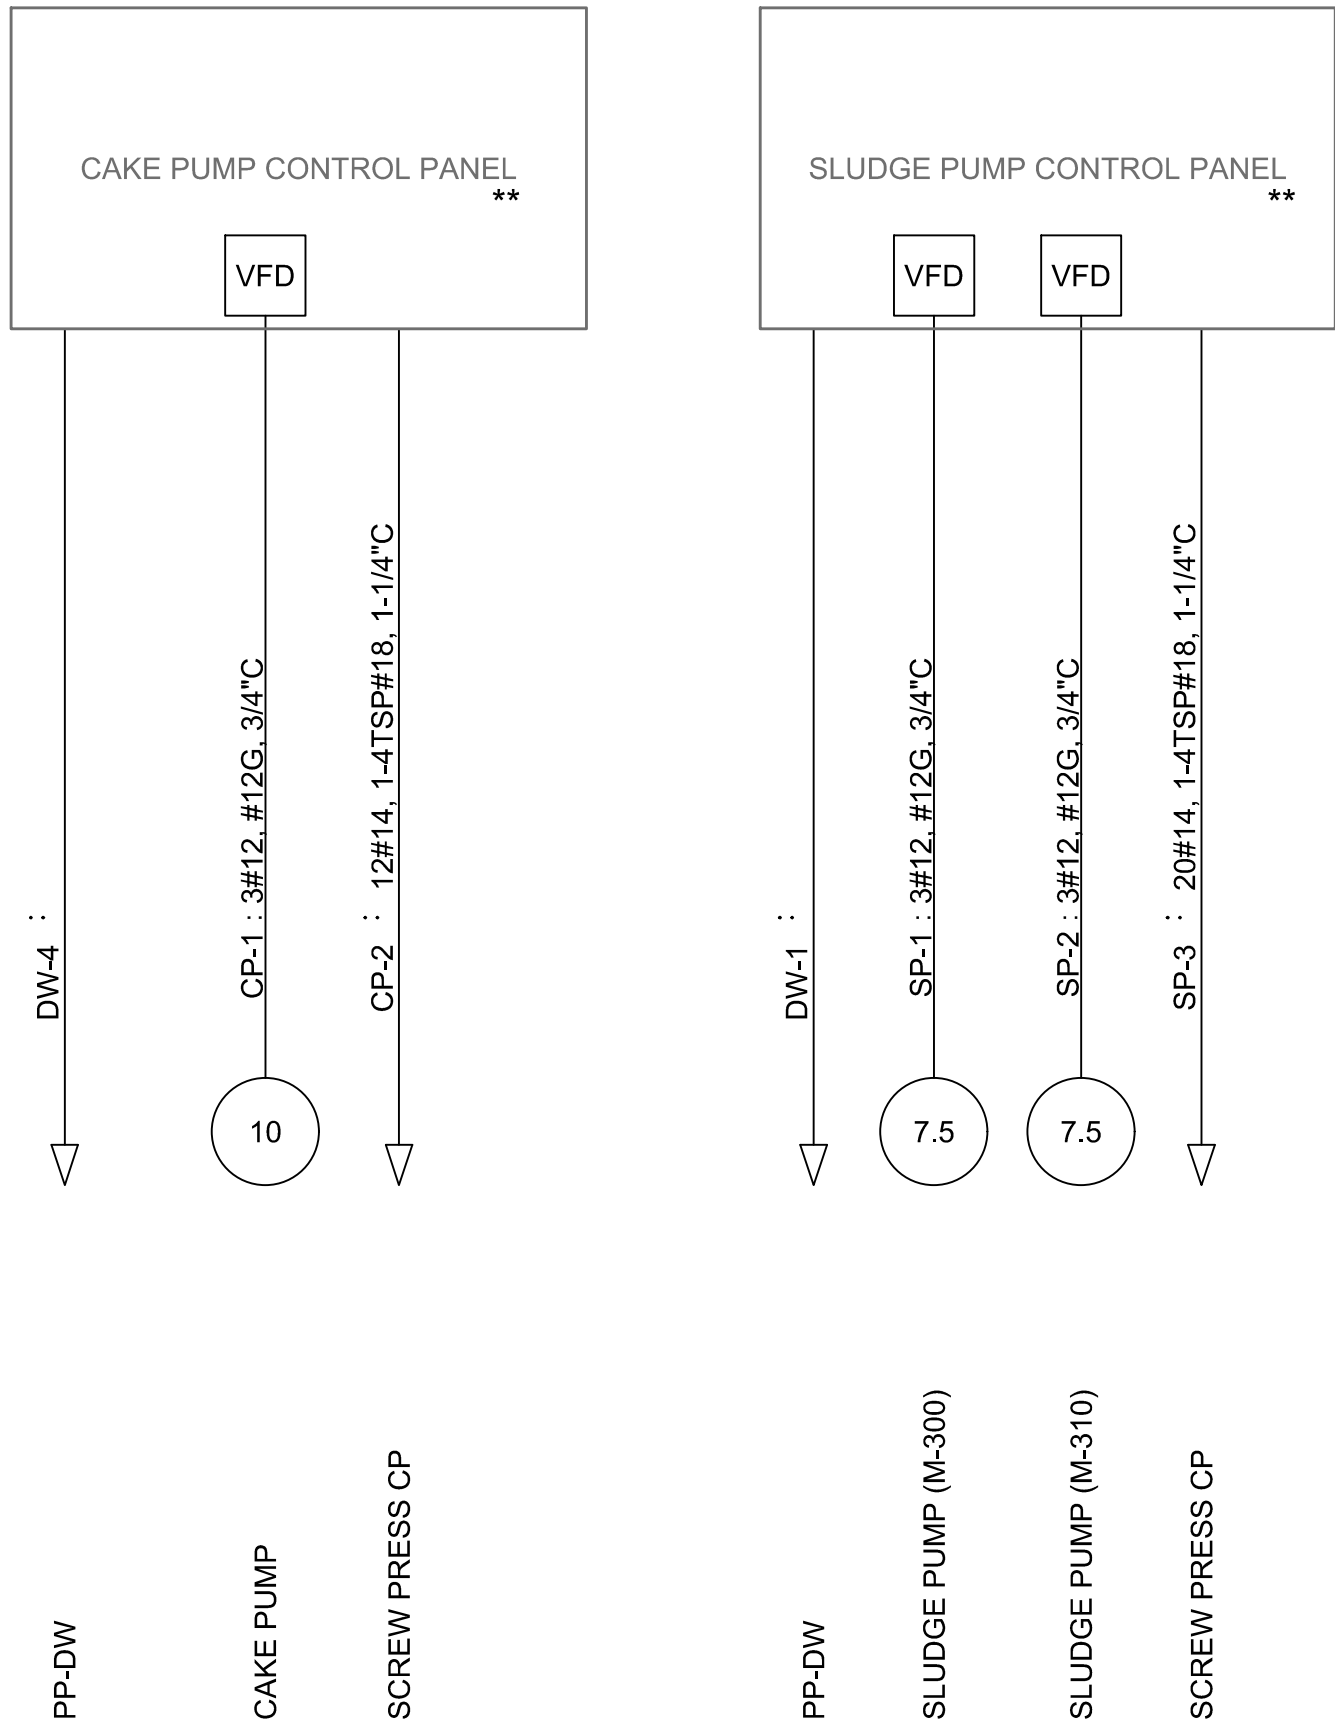 CAKE PUMP CONTROL PANEL
**
VFD
DW-4 :
CP-1 : 3#12, #12G, 3/4"C
CP-2 : 12#14, 1-4TSP#18, 1-1/4"C
10
PP-DW
CAKE PUMP
SCREW PRESS CP
SLUDGE PUMP CONTROL PANEL
**
VFD
VFD
DW-1 :
SP-1 : 3#12, #12G, 3/4"C
SP-2 : 3#12, #12G, 3/4"C
SP-3 : 20#14, 1-4TSP#18, 1-1/4"C
7.5
7.5
PP-DW
SLUDGE PUMP (M-300)
SLUDGE PUMP (M-310)
SCREW PRESS CP